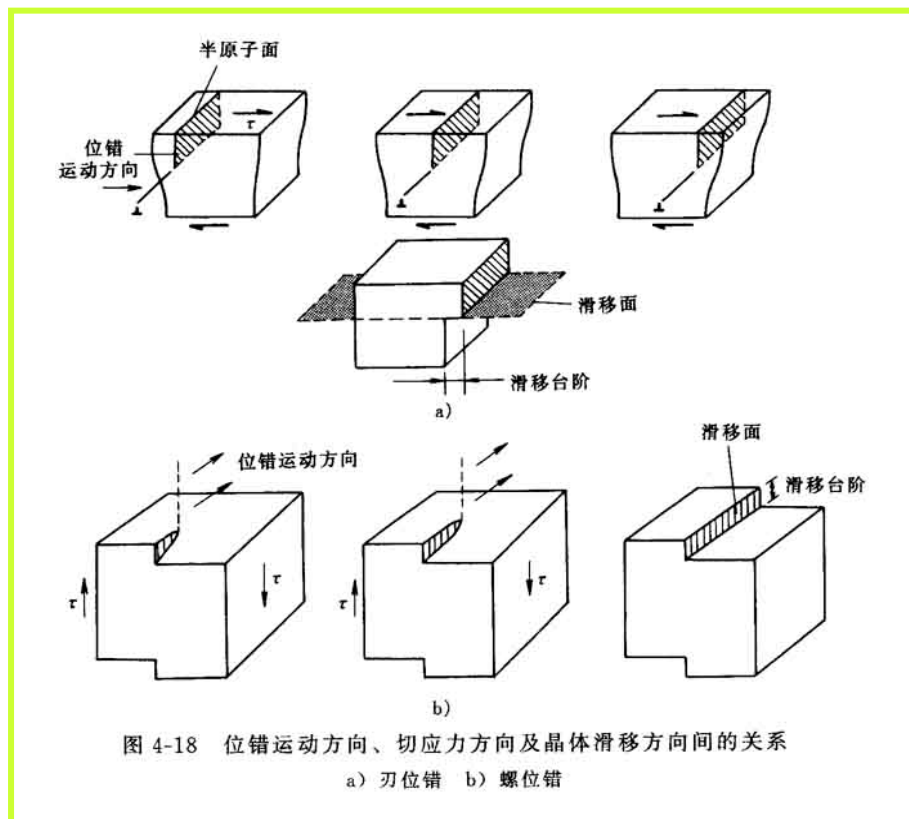 半原子面
τ
位错
运动方向
⊥
⊥
⊥
滑移面
滑移台阶
a)
位错运动方向
滑移面
滑移台阶
τ
τ
τ
τ
b)
图 4-18 位错运动方向、切应力方向及晶体滑移方向间的关系
a) 刃位错 b) 螺位错